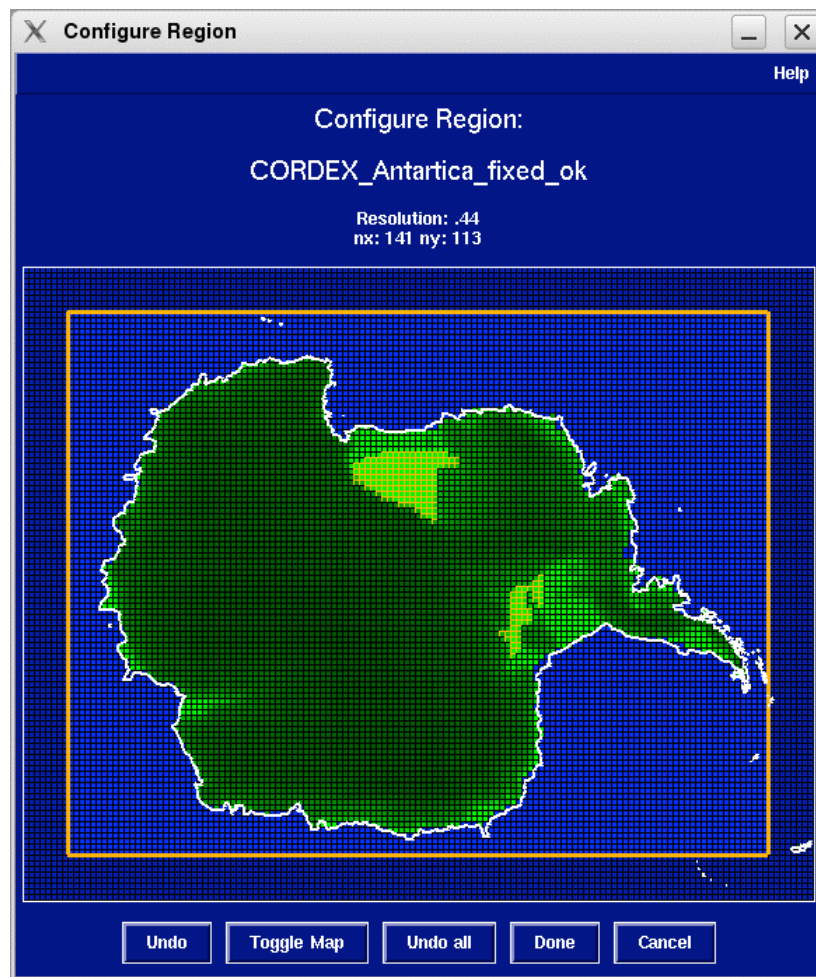 Configure Region
Help
Configure Region:
CORDEX_Antartica_fixed_ok
Resolution: .44
nx: 141 ny: 113
Undo
Toggle Map
Undo all
Done
Cancel